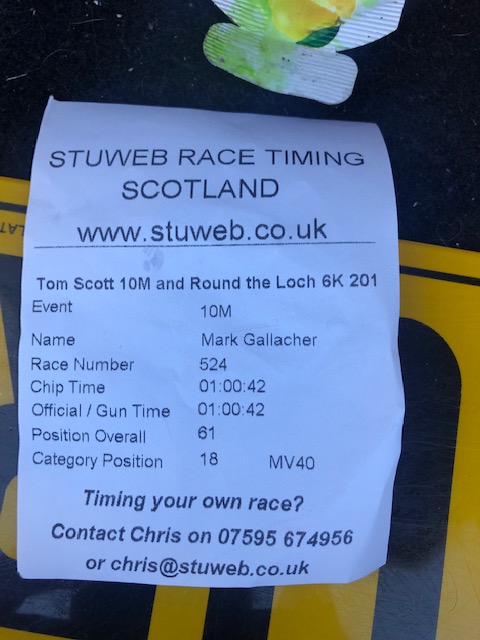 STUWEB RACE TIMING
SCOTLAND
www.stuweb.co.uk
Tom Scott 10M and Round the Loch 6K 201
Event 10M
Name Mark Gallacher
Race Number 524
Chip Time 01:00:42
Official / Gun Time 01:00:42
Position Overall 61
Category Position 18 MV40
Timing your own race?
Contact Chris on 07595 674956
or chris@stuweb.co.uk